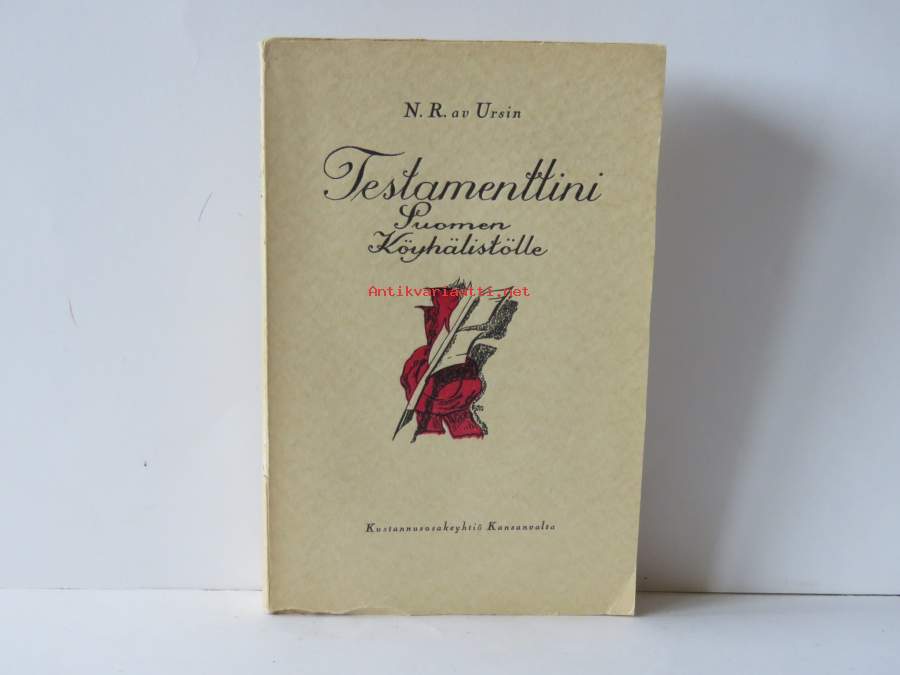 N. R. av Ursin
Testamenttini
Suomen
Köyhälistölle
Antikvariaatti.net
Kustannusosakeyhtiö Kansanvalta